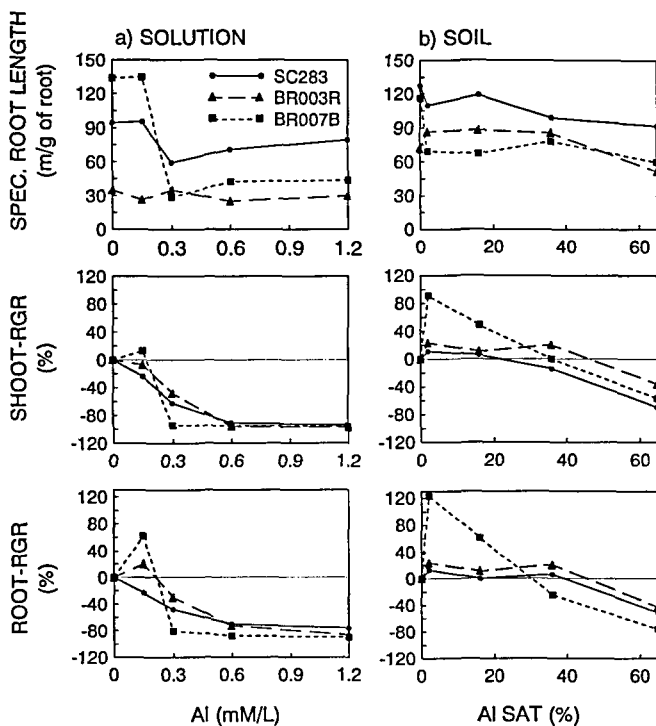 a) SOLUTION
b) SOIL
SPEC. ROOT LENGTH
(m/g of root)
150
120
90
60
30
0
0 0.3 0.6 0.9 1.2
SC283
BR003R
BR007B
150
120
90
60
30
0
0 20 40 60
SHOOT-RGR
(%)
120
80
40
0
-40
-80
-120
0 0.3 0.6 0.9 1.2
120
80
40
0
-40
-80
-120
0 20 40 60
ROOT-RGR
(%)
120
80
40
0
-40
-80
-120
0 0.3 0.6 0.9 1.2
120
80
40
0
-40
-80
-120
0 20 40 60
Al (mM/L)
Al SAT (%)